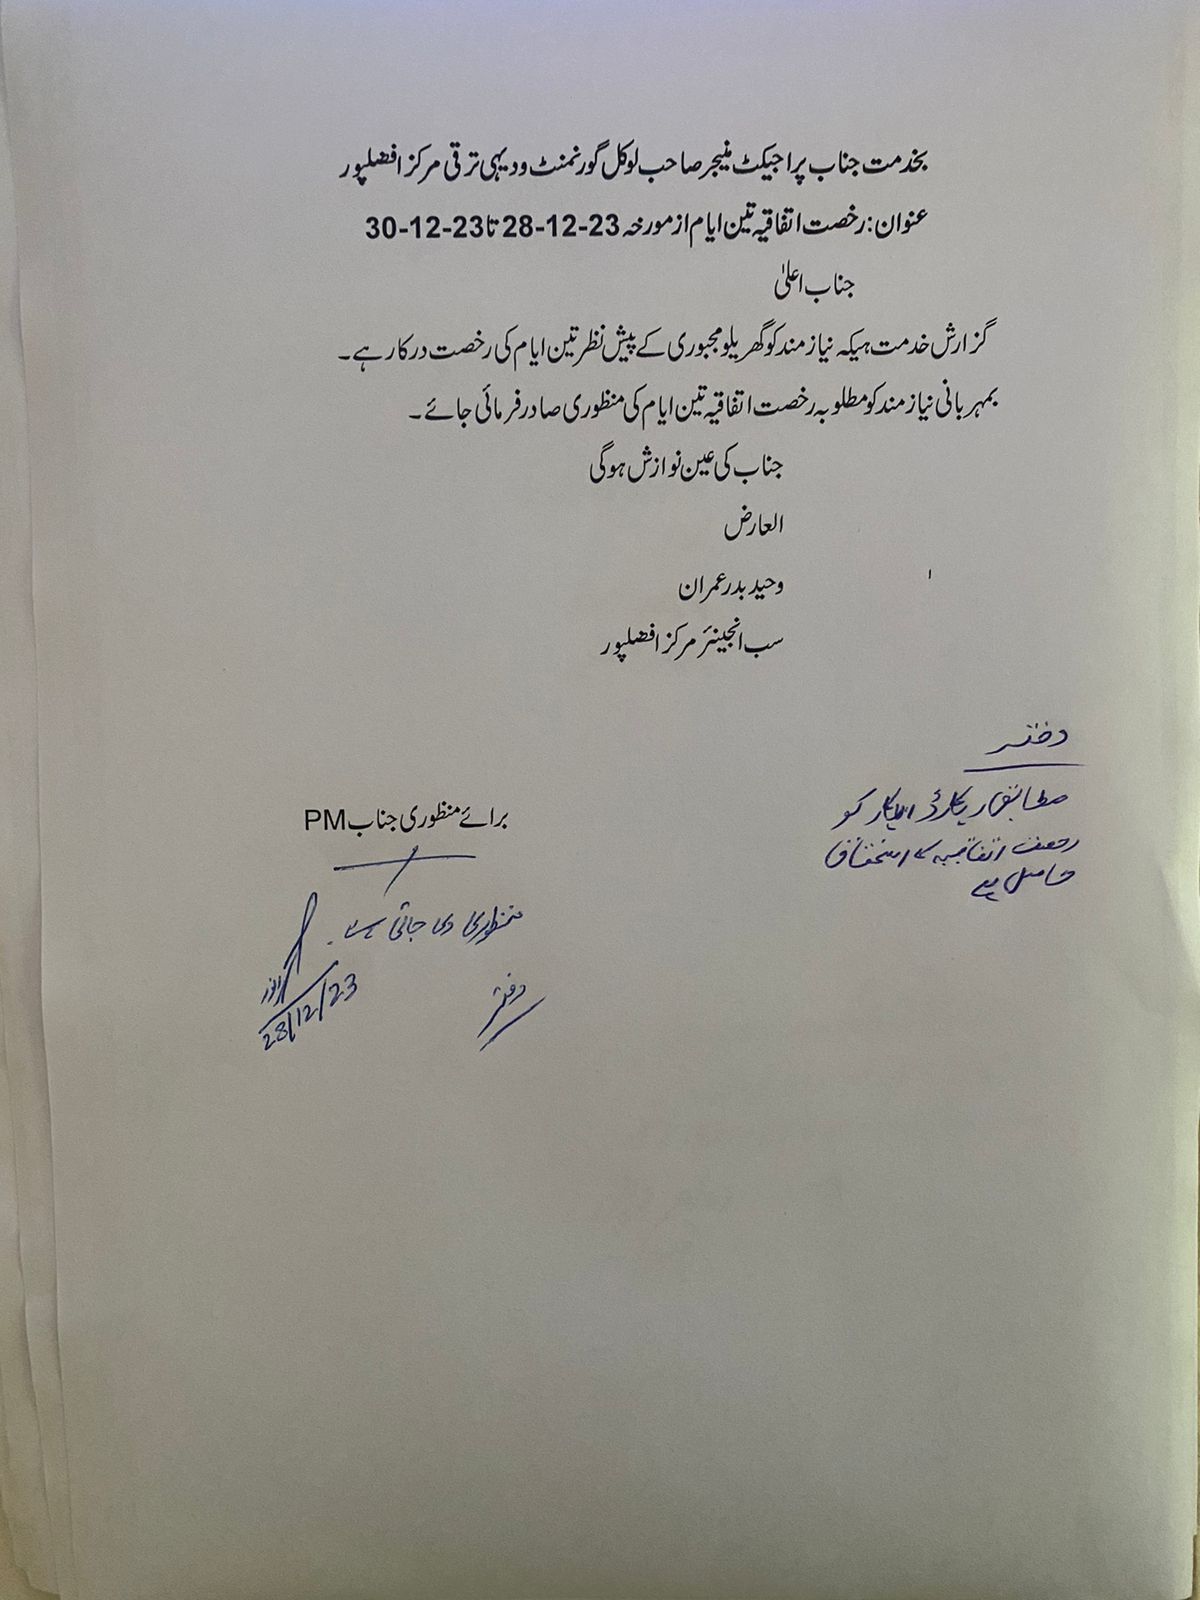 بخدمت جناب پراجیکٹ منیجر صاحب لوکل گورنمنٹ ودیہی ترقی مرکز افضلپور
عنوان: رخصت اتفاقیہ تین ایام از مورخہ 28-12-23 تا 30-12-23
جناب اعلیٰ
گزارش خدمت ہیکہ نیاز مند کو گھریلو مجبوری کے پیش نظر تین ایام کی رخصت درکار ہے۔
بمہربانی نیاز مند کو مطلوبہ رخصت اتفاقیہ تین ایام کی منظوری صادر فرمائی جائے۔
جناب کی عین نوازش ہوگی
العارض
وحید بدر عمران
سب انجینئر مرکز افضلپور
دفتر
مطابق ریکارڈ اہلکار کو
رخصت اتفاقیہ کا استحقاق
حاصل ہے
برائے منظوری جناب PM
منظوری دی جاتی ہے۔
دفتر
28/12/23